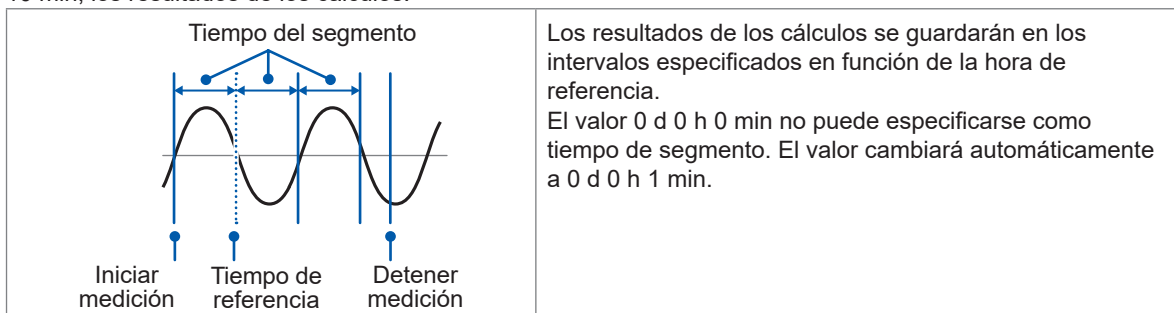 10 min, los resultados de los cálculos.
Tiempo del segmento
Iniciar
medición
Tiempo de
referencia
Detener
medición
Los resultados de los cálculos se guardarán en los
intervalos especificados en función de la hora de
referencia.
El valor 0 d 0 h 0 min no puede especificarse como
tiempo de segmento. El valor cambiará automáticamente
a 0 d 0 h 1 min.